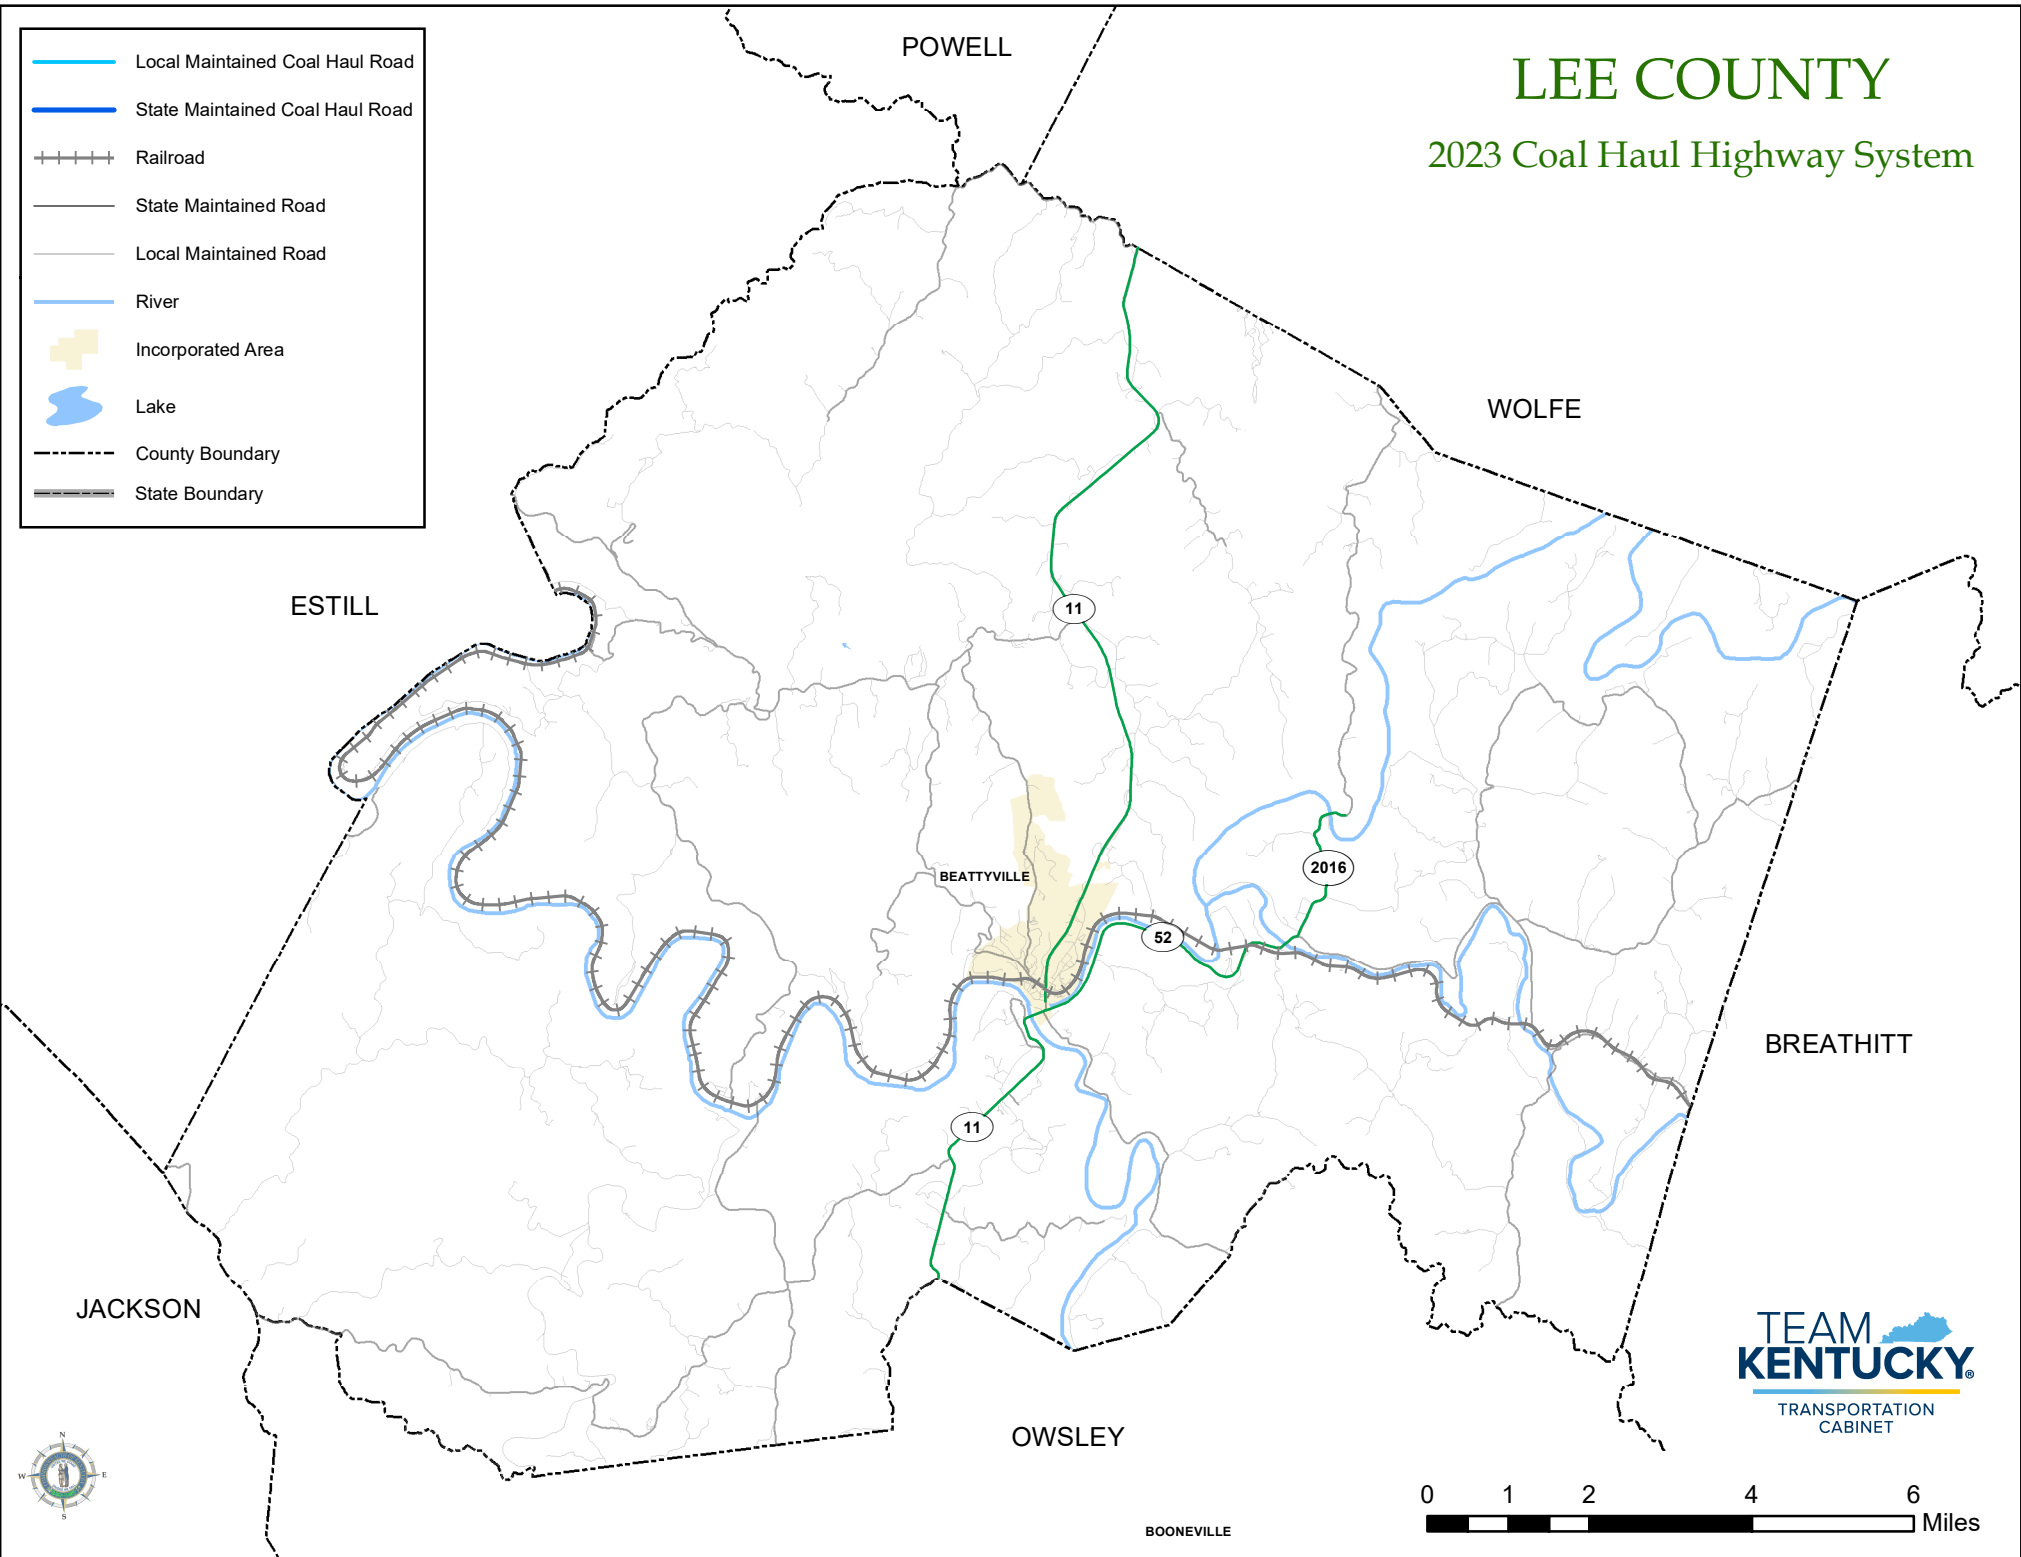 LEE COUNTY
2023 Coal Haul Highway System
Local Maintained Coal Haul Road
State Maintained Coal Haul Road
Railroad
State Maintained Road
Local Maintained Road
River
Incorporated Area
Lake
County Boundary
State Boundary
POWELL
WOLFE
ESTILL
11
BEATTYVILLE
2016
52
BREATHITT
11
JACKSON
OWSLEY
BOONEVILLE
TEAM
KENTUCKY®
TRANSPORTATION
CABINET
N
W
E
S
0 1 2 4 6
Miles